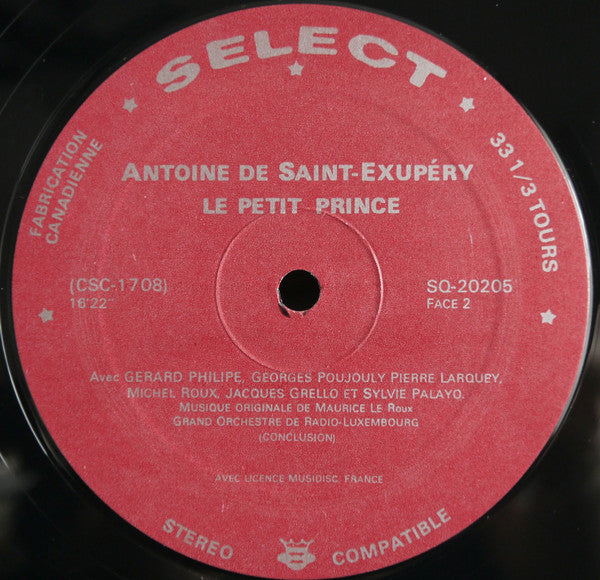 SELECT
FABRICATION
CANADIENNE
33 1/3 TOURS
ANTOINE DE SAINT-EXUPÉRY
LE PETIT PRINCE
(CSC-1708)
16'22"
SQ-20205
FACE 2
Avec GERARD PHILIPE, GEORGES POUJOULY PIERRE LARQUEY,
MICHEL ROUX, JACQUES GRELLO ET SYLVIE PALAYO.
MUSIQUE ORIGINALE DE MAURICE LE ROUX
GRAND ORCHESTRE DE RADIO-LUXEMBOURG
(CONCLUSION)
AVEC LICENCE MUSIDISC, FRANCE
STEREO COMPATIBLE